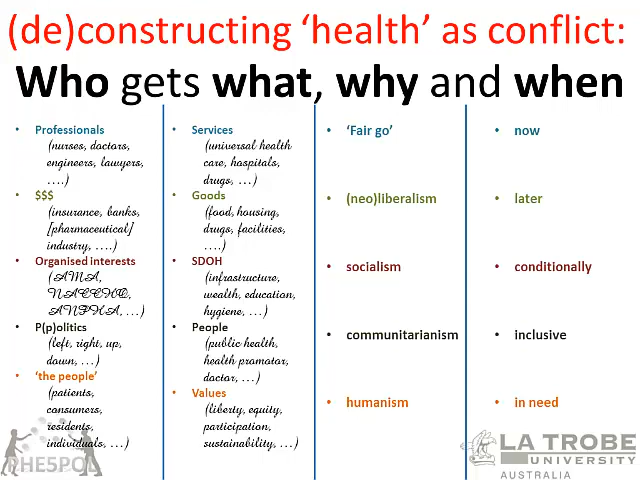 (de)constructing ‘health’ as conflict:
Who gets what, why and when
• Professionals
(nurses, doctors,
engineers, lawyers,
….)
• $$$
(insurance, banks,
[pharmaceutical]
industry, ….)
• Organised interests
(AMA,
NACCHO,
ANPHA, …)
• P(p)olitics
(left, right, up,
down, …)
• ‘the people’
(patients,
consumers,
residents,
individuals, …)
• Services
(universal health
care, hospitals,
drugs, …)
• Goods
(food, housing,
drugs, facilities,
….)
• SDOH
(infrastructure,
wealth, education,
hygiene, …)
• People
(public health,
health promotor,
doctor, …)
• Values
(liberty, equity,
participation,
sustainability, …)
• ‘Fair go’
• (neo)liberalism
• socialism
• communitarianism
• humanism
• now
• later
• conditionally
• inclusive
• in need
PHE5POL
LA TROBE
UNIVERSITY
AUSTRALIA